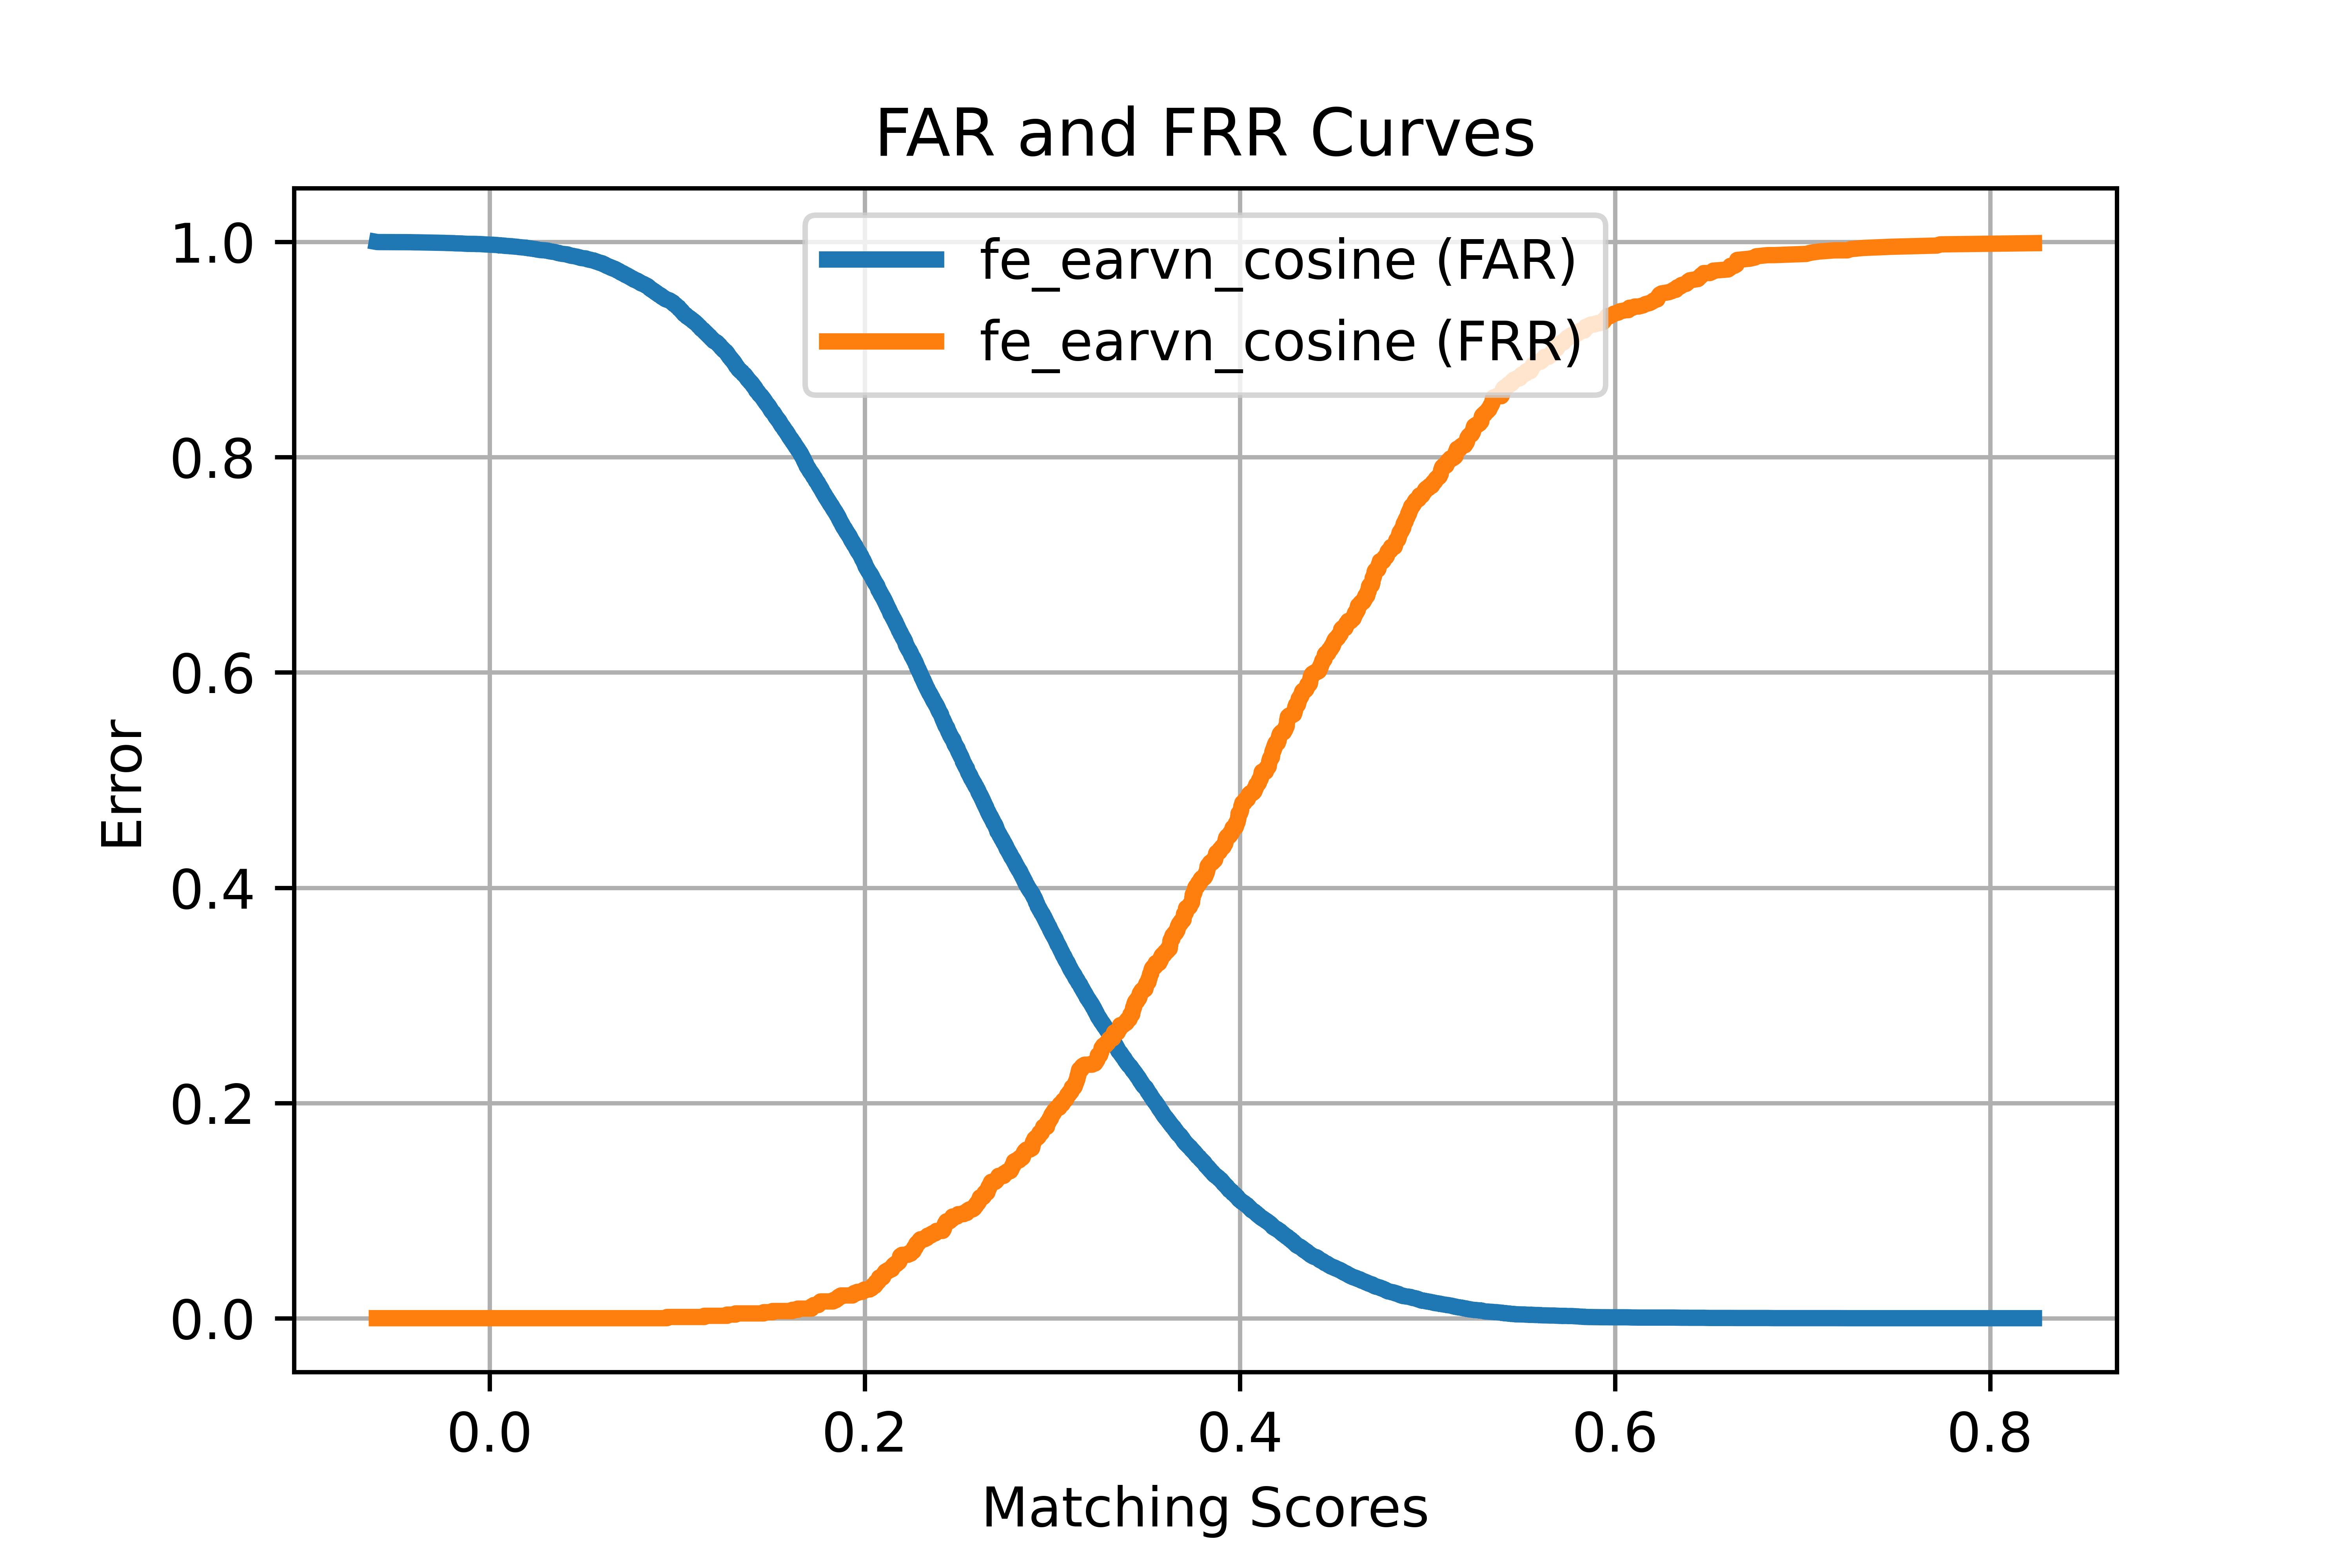 FAR and FRR Curves
fe_earvn_cosine (FAR)
fe_earvn_cosine (FRR)
1.0
0.8
0.6
0.4
0.2
0.0
Error
0.0 0.2 0.4 0.6 0.8
Matching Scores